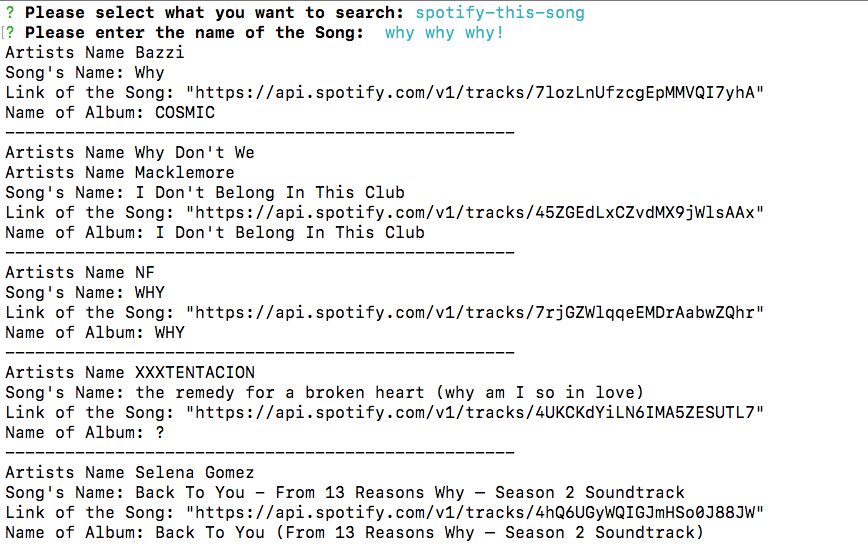 ? Please select what you want to search: spotify-this-song
? Please enter the name of the Song:  why why why!
Artists Name Bazzi
Song's Name: Why
Link of the Song: "https://api.spotify.com/v1/tracks/7lozLnUfzcgEpMMVQI7yhA"
Name of Album: COSMIC
---------------------------------------------------
Artists Name Why Don't We
Artists Name Macklemore
Song's Name: I Don't Belong In This Club
Link of the Song: "https://api.spotify.com/v1/tracks/45ZGEdLxCZvdMX9jWlsAAx"
Name of Album: I Don't Belong In This Club
---------------------------------------------------
Artists Name NF
Song's Name: WHY
Link of the Song: "https://api.spotify.com/v1/tracks/7rjGZWlqqeEMDrAabwZQhr"
Name of Album: WHY
---------------------------------------------------
Artists Name XXXTENTACION
Song's Name: the remedy for a broken heart (why am I so in love)
Link of the Song: "https://api.spotify.com/v1/tracks/4UKCKdYiLN6IMA5ZESUTL7"
Name of Album: ?
---------------------------------------------------
Artists Name Selena Gomez
Song's Name: Back To You - From 13 Reasons Why – Season 2 Soundtrack
Link of the Song: "https://api.spotify.com/v1/tracks/4hQ6UGyWQIGJmHSo0J88JW"
Name of Album: Back To You (From 13 Reasons Why – Season 2 Soundtrack)